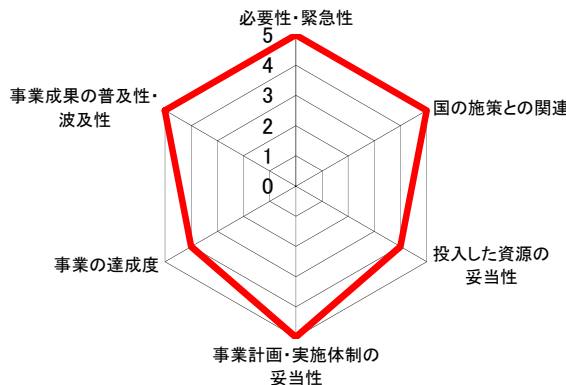 必要性・緊急性
5
4
3
2
1
0
国の施策との関連
投入した資源の
妥当性
事業計画・実施体制の
妥当性
事業の達成度
事業成果の普及性・
波及性